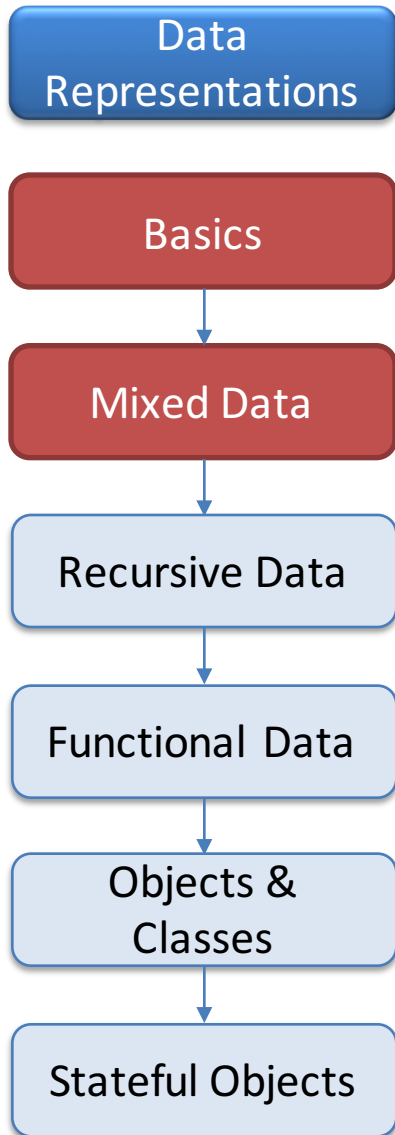 Data
Representations
Basics
Mixed Data
Recursive Data
Functional Data
Objects &
Classes
Stateful Objects